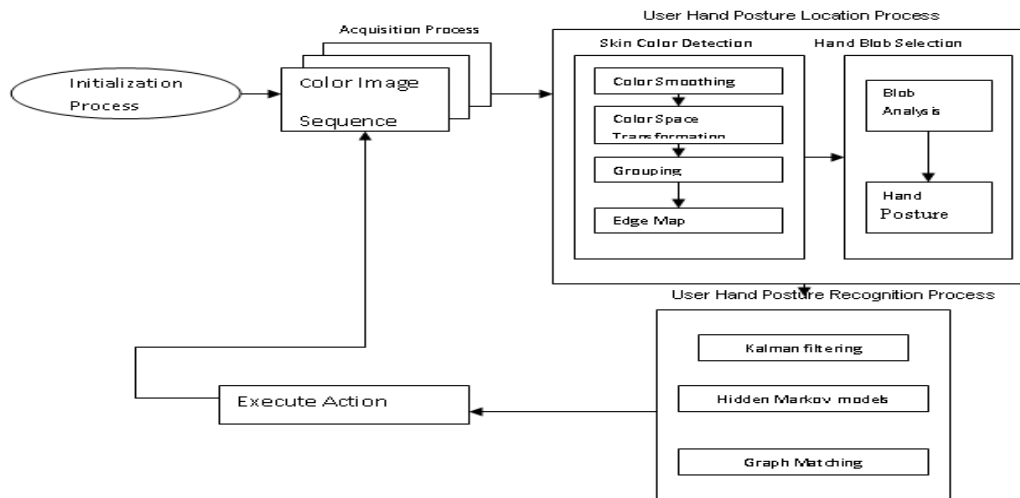 Initialization
Process
Acquisition Process
Color Image
Sequence
User Hand Posture Location Process
Skin Color Detection
Color Smoothing
Color Space
Transformation
Grouping
Edge Map
Hand Blob Selection
Blob
Analysis
Hand
Posture
User Hand Posture Recognition Process
Kalman filtering
Hidden Markov models
Graph Matching
Execute Action